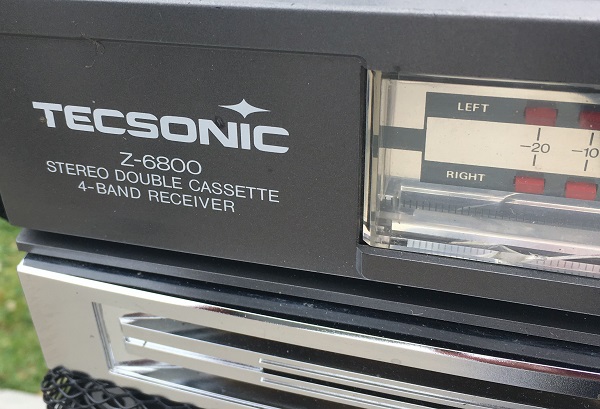 TECSONIC
Z-6800
STEREO DOUBLE CASSETTE
4-BAND RECEIVER
LEFT
-20 -10
RIGHT